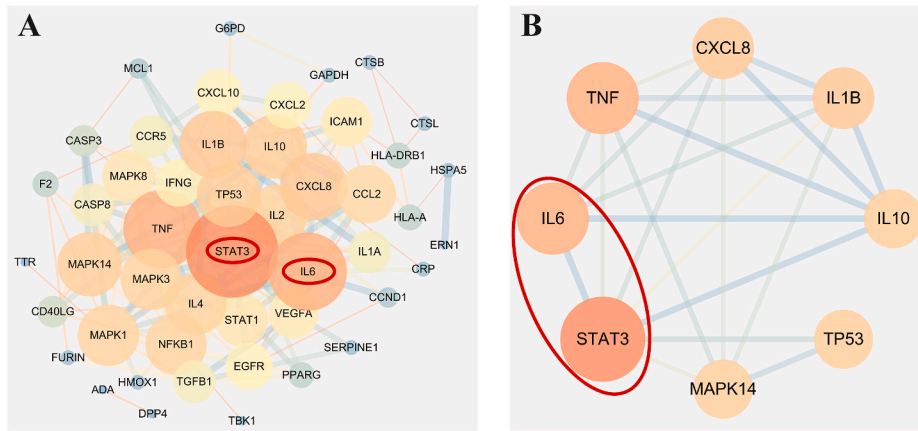 A
B
G6PD
CTSB
MCL1
GAPDH
CXCL10
CXCL2
CTSL
ICAM1
CASP3
CCR5
IL1B
IL10
HLA-DRB1
HSPA5
F2
MAPK8
IFNG
TP53
CXCL8
CCL2
CASP8
HLA-A
TNF
IL2
STAT3
IL1A
ERN1
TTR
MAPK14
MAPK3
IL6
CRP
CD40LG
IL4
CCND1
MAPK1
STAT1
VEGFA
NFKB1
SERPINE1
FURIN
EGFR
PPARG
ADA
HMOX1
TGFB1
DPP4
TBK1
CXCL8
TNF
IL1B
IL6
IL10
STAT3
TP53
MAPK14